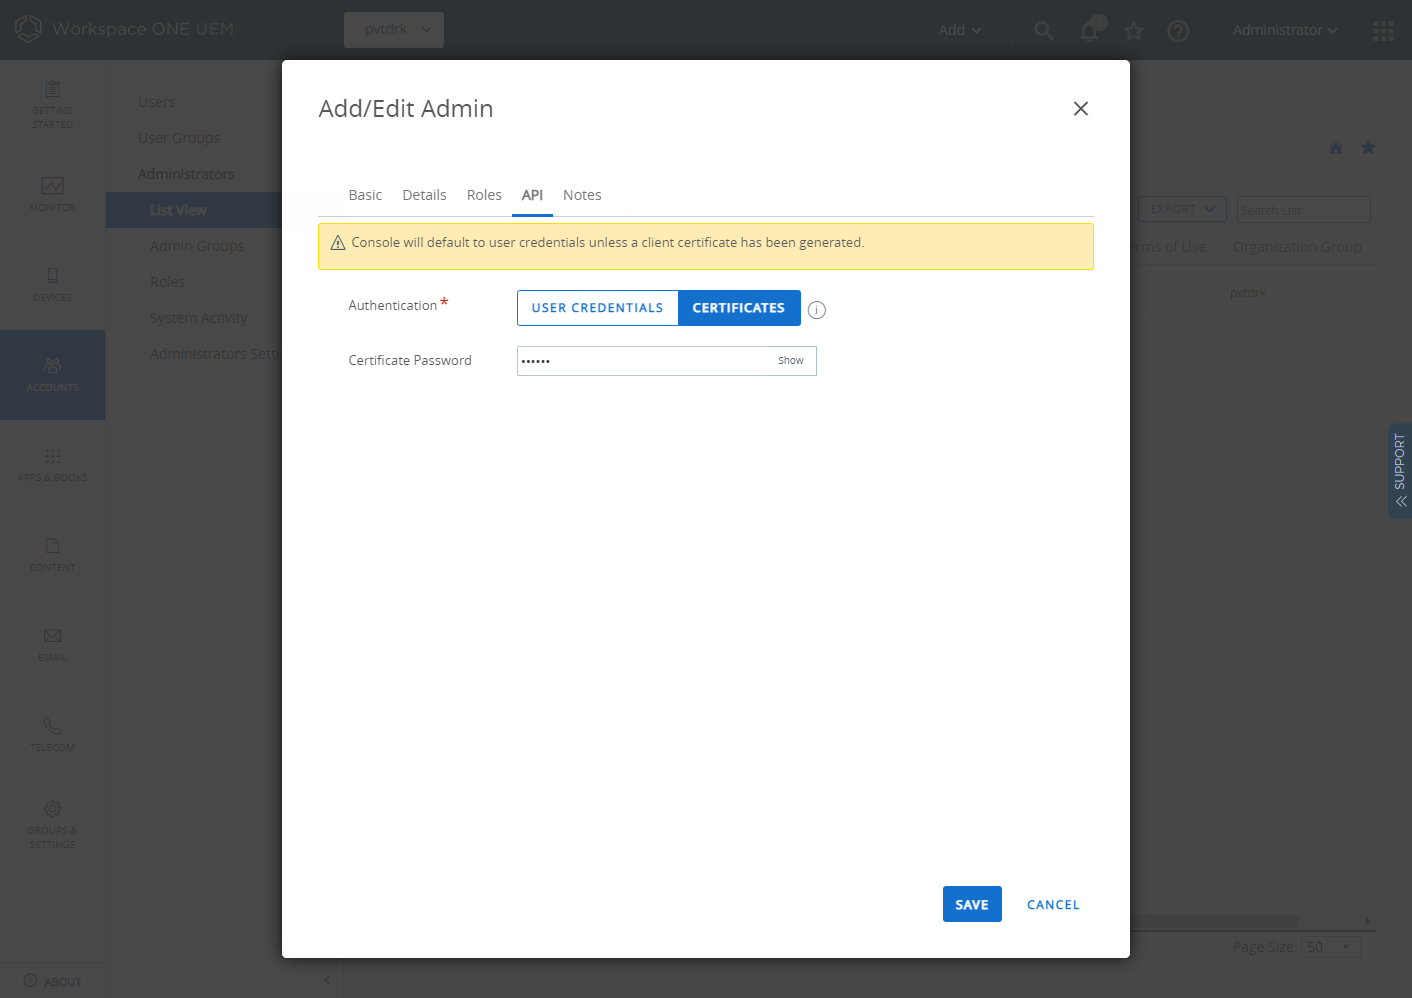 Workspace ONE UEM
pvtdrk
Add
1
Administrator
GETTING
STARTED
MONITOR
DEVICES
ACCOUNTS
APPS & BOOKS
CONTENT
EMAIL
TELECOM
GROUPS &
SETTINGS
ABOUT
Users
User Groups
Administrators
List View
Admin Groups
Roles
System Activity
Administrators Setti
Add/Edit Admin
Basic Details Roles API Notes
Console will default to user credentials unless a client certificate has been generated.
Authentication *
USER CREDENTIALS CERTIFICATES
Certificate Password
•••••• Show
SAVE CANCEL
EXPORT Search List
erms of Use Organization Group
pvtdrk
SUPPORT
Page Size: 50